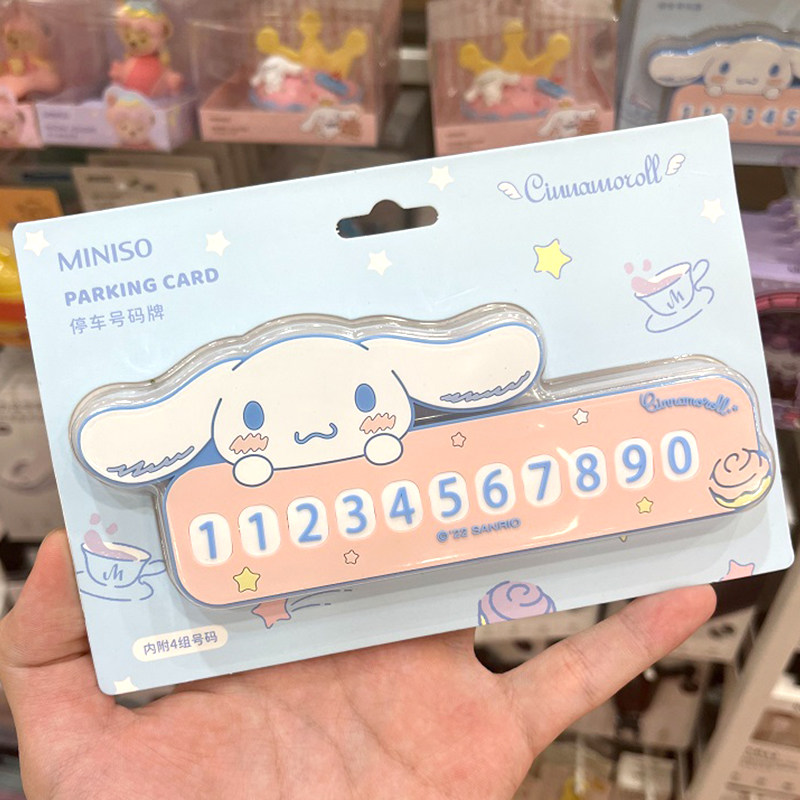 MINISO
PARKING CARD
停车号码牌
Cinnamoroll
Cinnamoroll
11234567890
©'22 SANRIO
内附4组号码